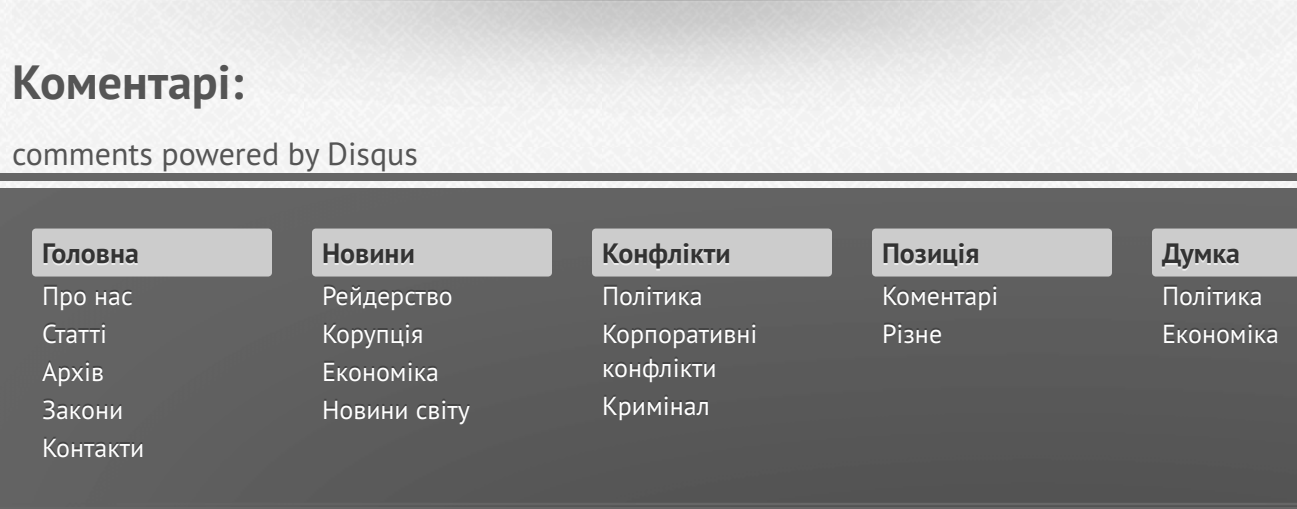 Коментарі:
comments powered by Disqus
Головна
Про нас
Статті
Архів
Закони
Контакти
Новини
Рейдерство
Корупція
Економіка
Новини світу
Конфлікти
Політика
Корпоративні
конфлікти
Кримінал
Позиція
Коментарі
Різне
Думка
Політика
Економіка